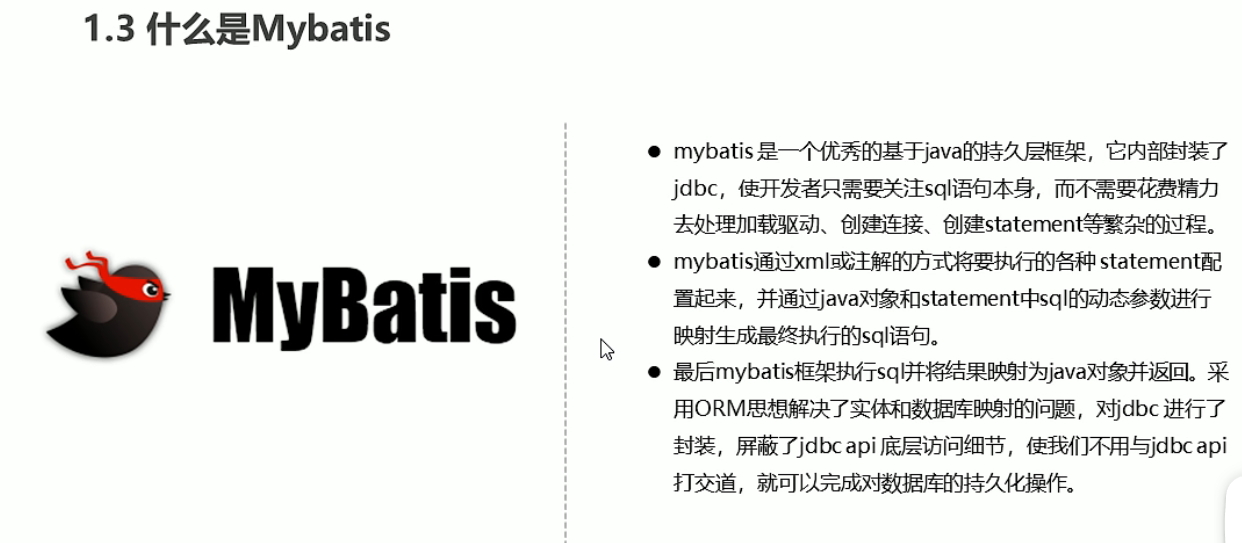 1.3 什么是Mybatis
MyBatis
● mybatis 是一个优秀的基于java的持久层框架，它内部封装了
jdbc，使开发者只需要关注sql语句本身，而不需要花费精力
去处理加载驱动、创建连接、创建statement等繁杂的过程。
● mybatis通过xml或注解的方式将要执行的各种 statement配
置起来，并通过java对象和statement中sql的动态参数进行
映射生成最终执行的sql语句。
● 最后mybatis框架执行sql并将结果映射为java对象并返回。采
用ORM思想解决了实体和数据库映射的问题，对jdbc 进行了
封装，屏蔽了jdbc api 底层访问细节，使我们不用与jdbc api
打交道，就可以完成对数据库的持久化操作。